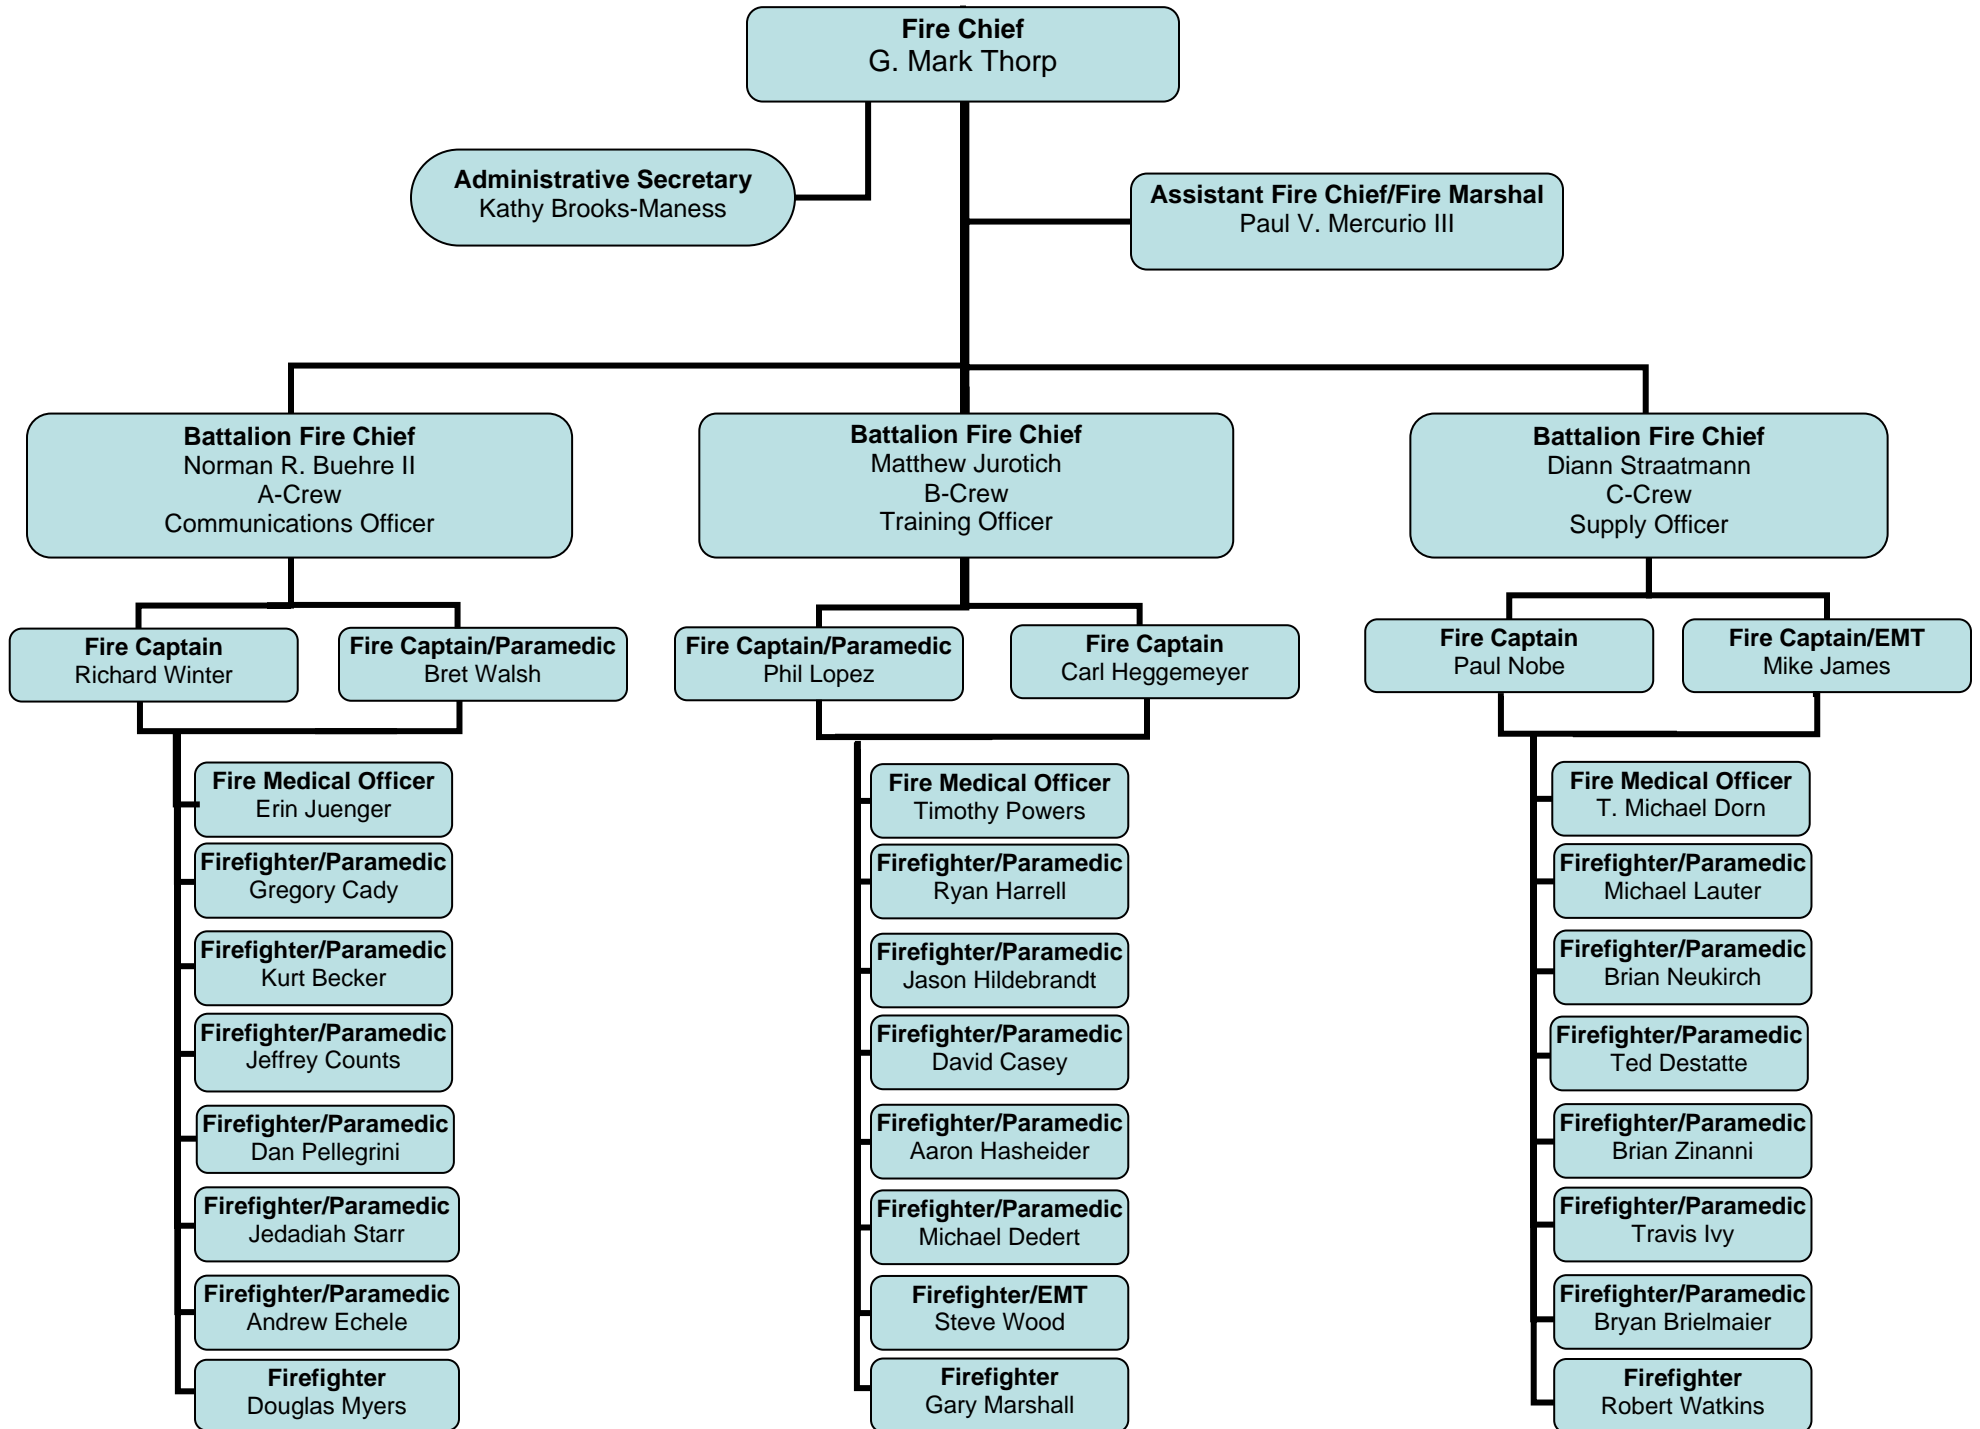 Fire Chief
G. Mark Thorp
Administrative Secretary
Kathy Brooks-Maness
Assistant Fire Chief/Fire Marshal
Paul V. Mercurio III
Battalion Fire Chief
Norman R. Buehre II
A-Crew
Communications Officer
Battalion Fire Chief
Matthew Jurotich
B-Crew
Training Officer
Battalion Fire Chief
Diann Straatmann
C-Crew
Supply Officer
Fire Captain
Richard Winter
Fire Captain/Paramedic
Bret Walsh
Fire Captain/Paramedic
Phil Lopez
Fire Captain
Carl Heggemeyer
Fire Captain
Paul Nobe
Fire Captain/EMT
Mike James
Fire Medical Officer
Erin Juenger
Firefighter/Paramedic
Gregory Cady
Firefighter/Paramedic
Kurt Becker
Firefighter/Paramedic
Jeffrey Counts
Firefighter/Paramedic
Dan Pellegrini
Firefighter/Paramedic
Jedadiah Starr
Firefighter/Paramedic
Andrew Echele
Firefighter
Douglas Myers
Fire Medical Officer
Timothy Powers
Firefighter/Paramedic
Ryan Harrell
Firefighter/Paramedic
Jason Hildebrandt
Firefighter/Paramedic
David Casey
Firefighter/Paramedic
Aaron Hasheider
Firefighter/Paramedic
Michael Dedert
Firefighter/EMT
Steve Wood
Firefighter
Gary Marshall
Fire Medical Officer
T. Michael Dorn
Firefighter/Paramedic
Michael Lauter
Firefighter/Paramedic
Brian Neukirch
Firefighter/Paramedic
Ted Destatte
Firefighter/Paramedic
Brian Zinanni
Firefighter/Paramedic
Travis Ivy
Firefighter/Paramedic
Bryan Brielmaier
Firefighter
Robert Watkins